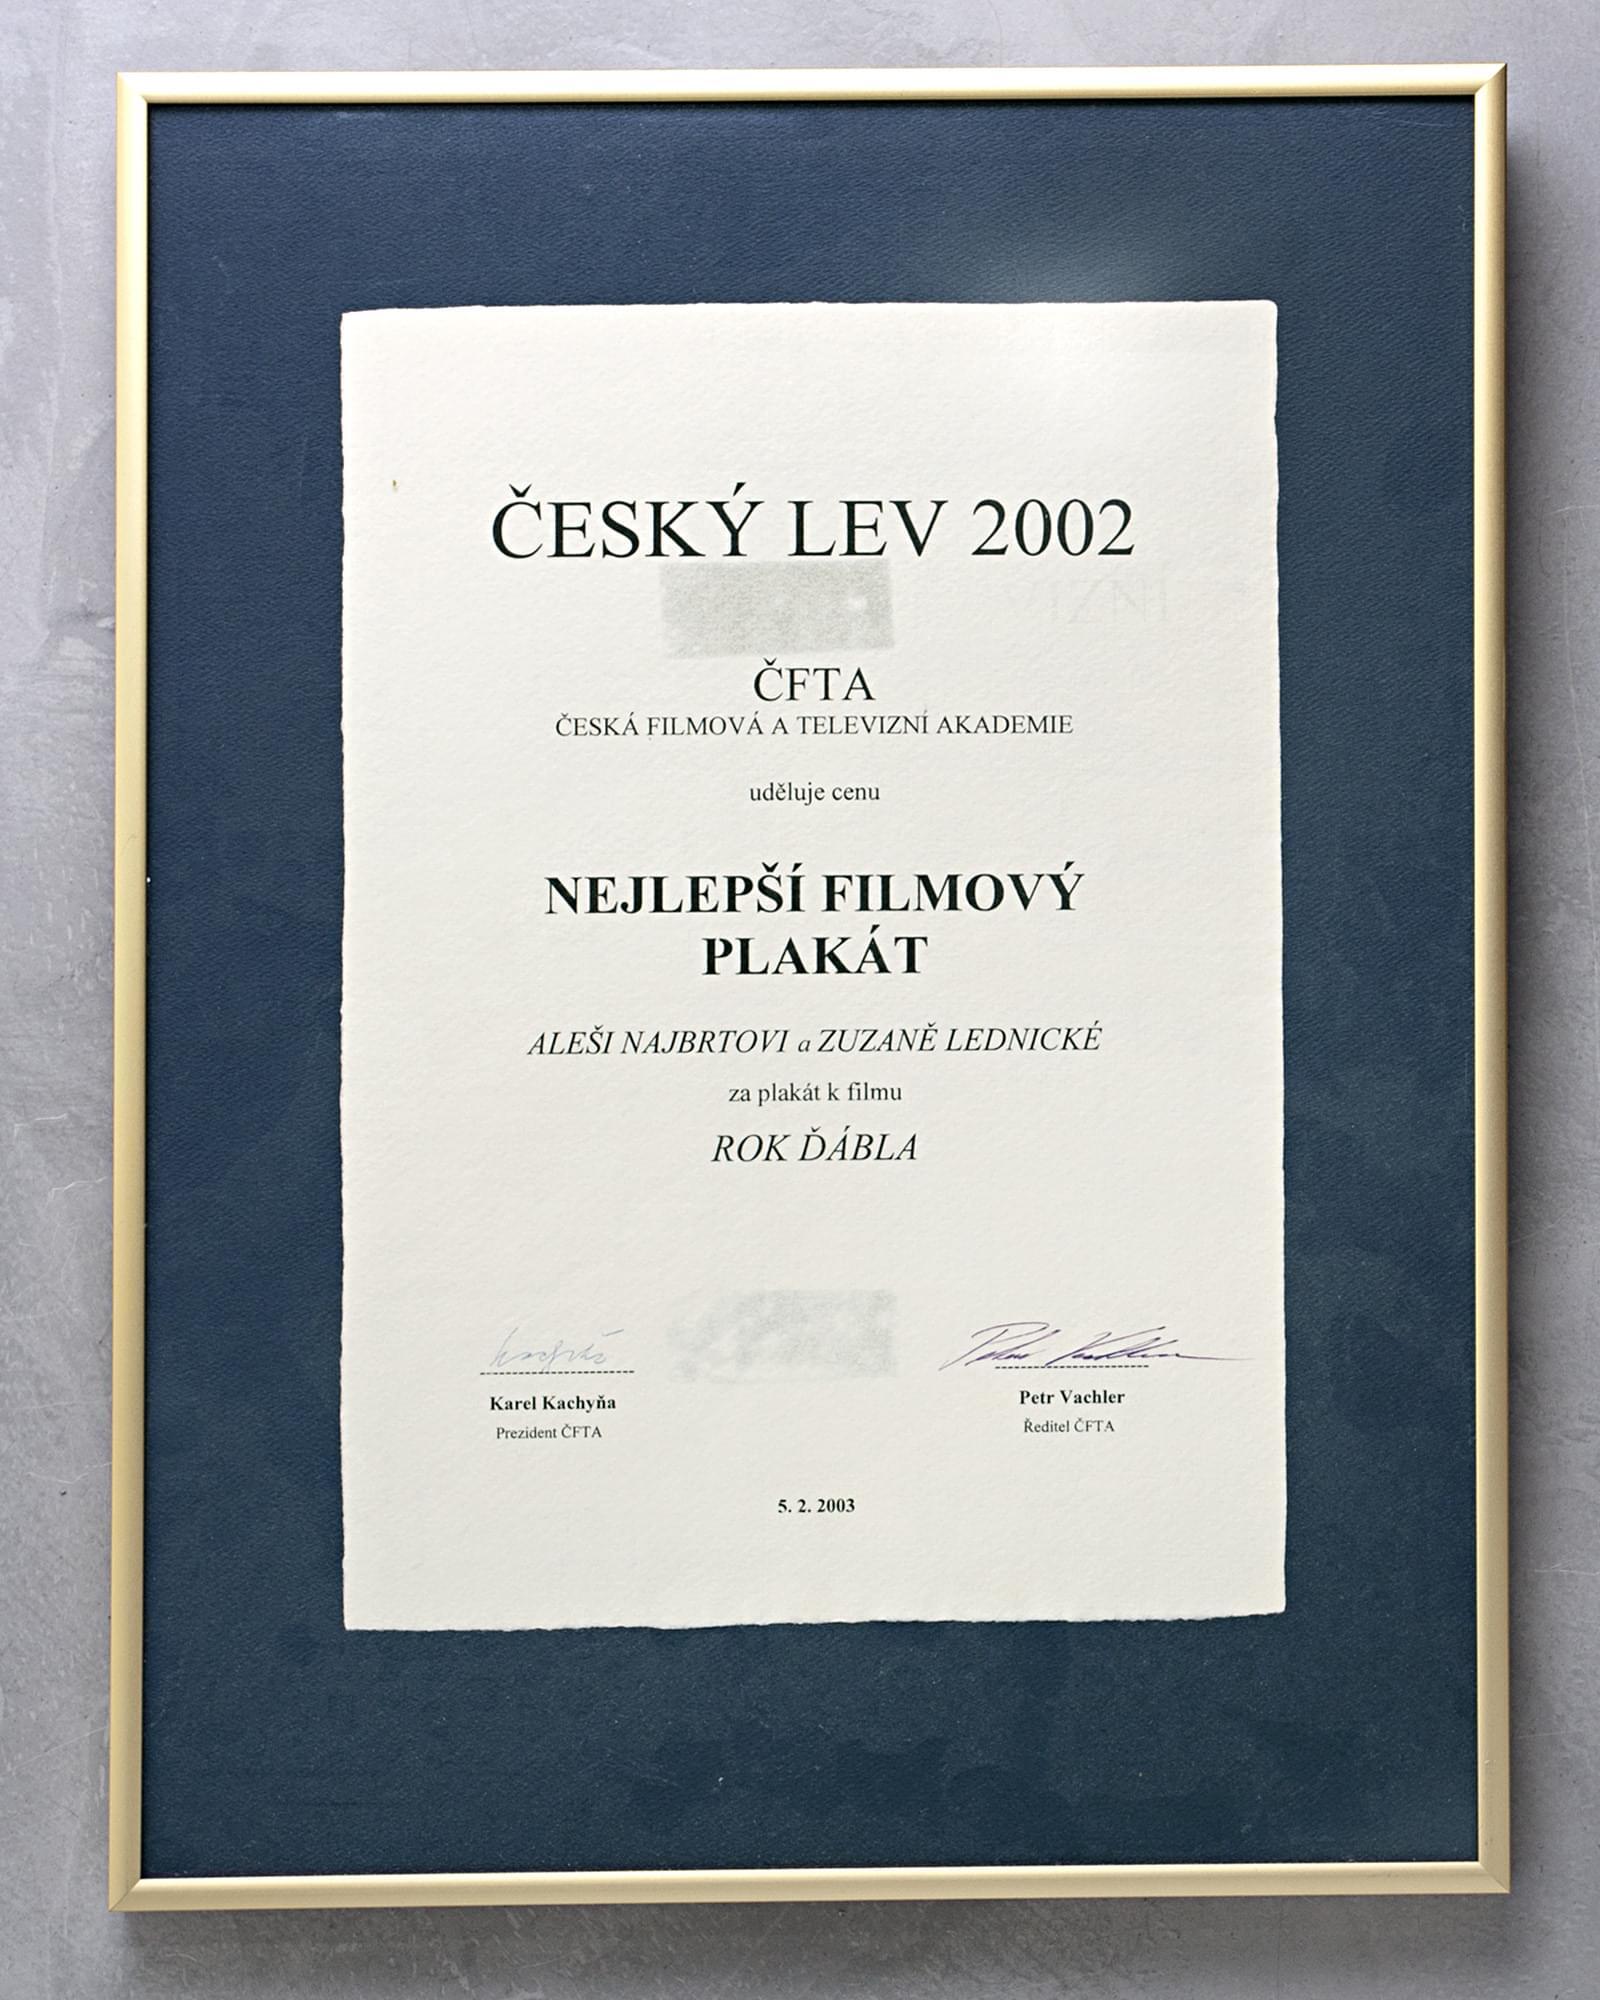 ČESKÝ LEV 2002
ČFTA
ČESKÁ FILMOVÁ A TELEVIZNÍ AKADEMIE
uděluje cenu
NEJLEPŠÍ FILMOVÝ
PLAKÁT
ALEŠI NAJBRTOVI a ZUZANĚ LEDNICKÉ
za plakát k filmu
ROK ĎÁBLA
Karel Kachyňa
Prezident ČFTA
Petr Vachler
Ředitel ČFTA
5. 2. 2003